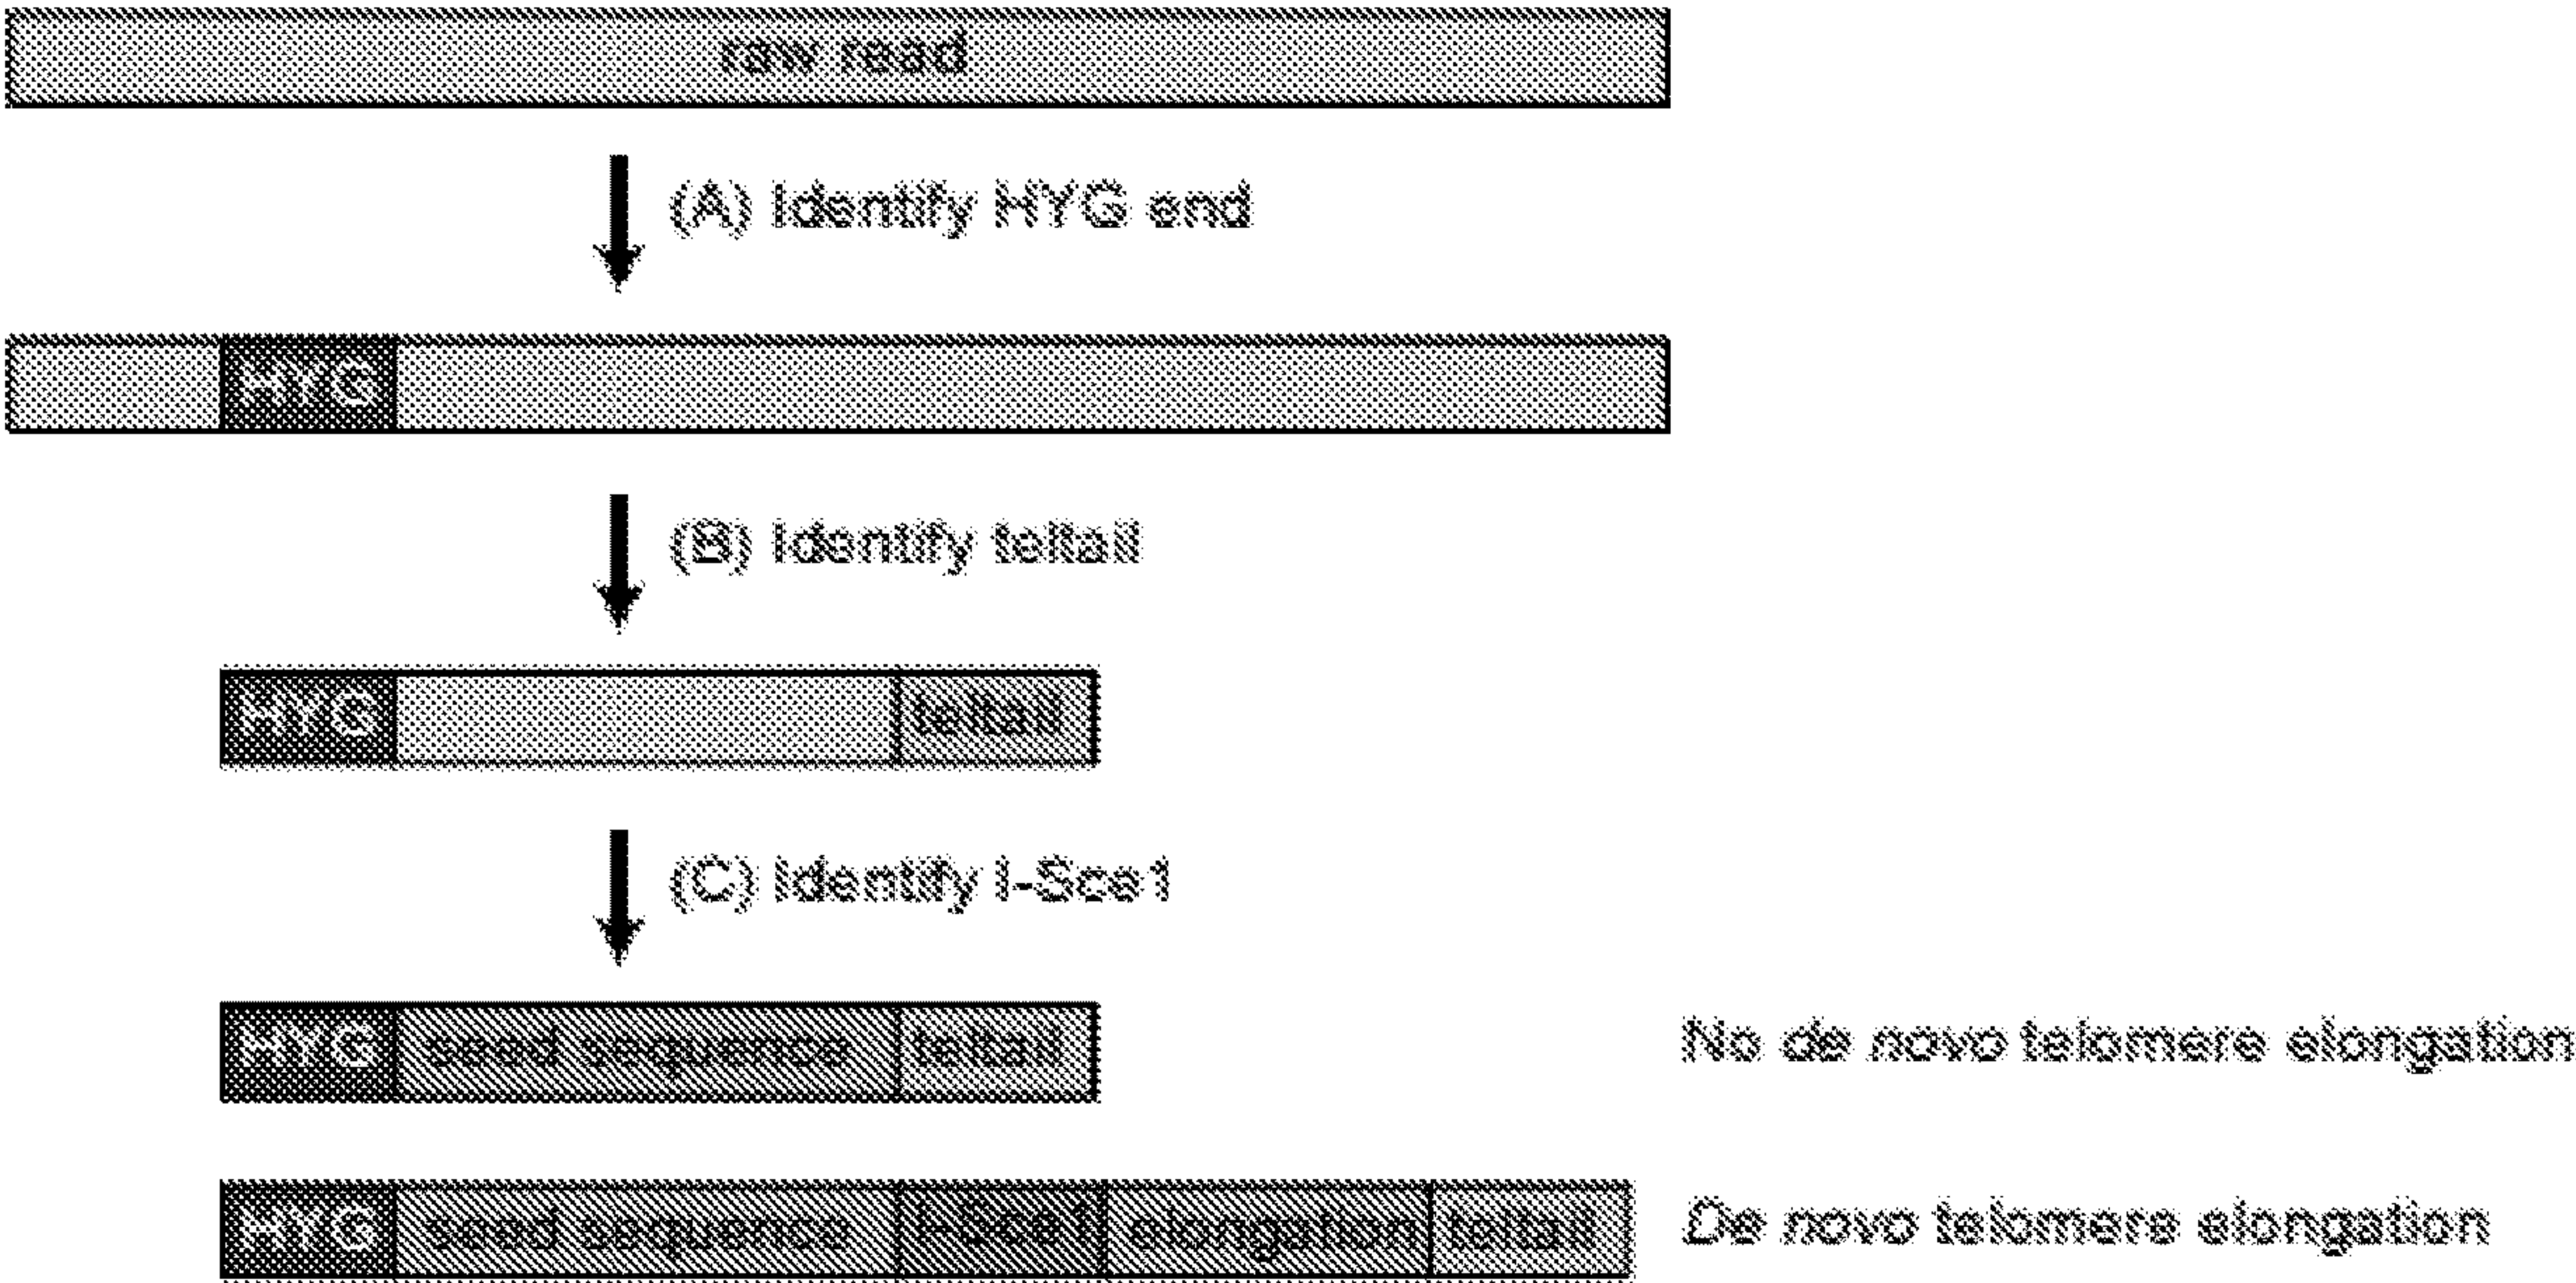 raw read
(A) Identify HYG end
HYG
(B) Identify teltail
HYG teltail
(C) Identify I-Sce1
HYG seed sequence teltail No de novo telomere elongation
HYG seed sequence I-Sce1 elongation teltail De novo telomere elongation